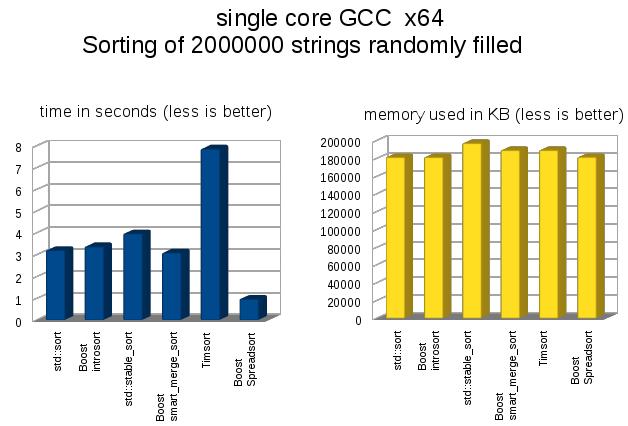 single core GCC x64
Sorting of 2000000 strings randomly filled
time in seconds (less is better)
8
7
6
5
4
3
2
1
0
std::sort
Boost
introsort
std::stable_sort
Boost
smart_merge_sort
Timsort
Boost
Spreadsort
memory used in KB (less is better)
200000
180000
160000
140000
120000
100000
80000
60000
40000
20000
0
std::sort
Boost
introsort
std::stable_sort
Boost
smart_merge_sort
Timsort
Boost
Spreadsort